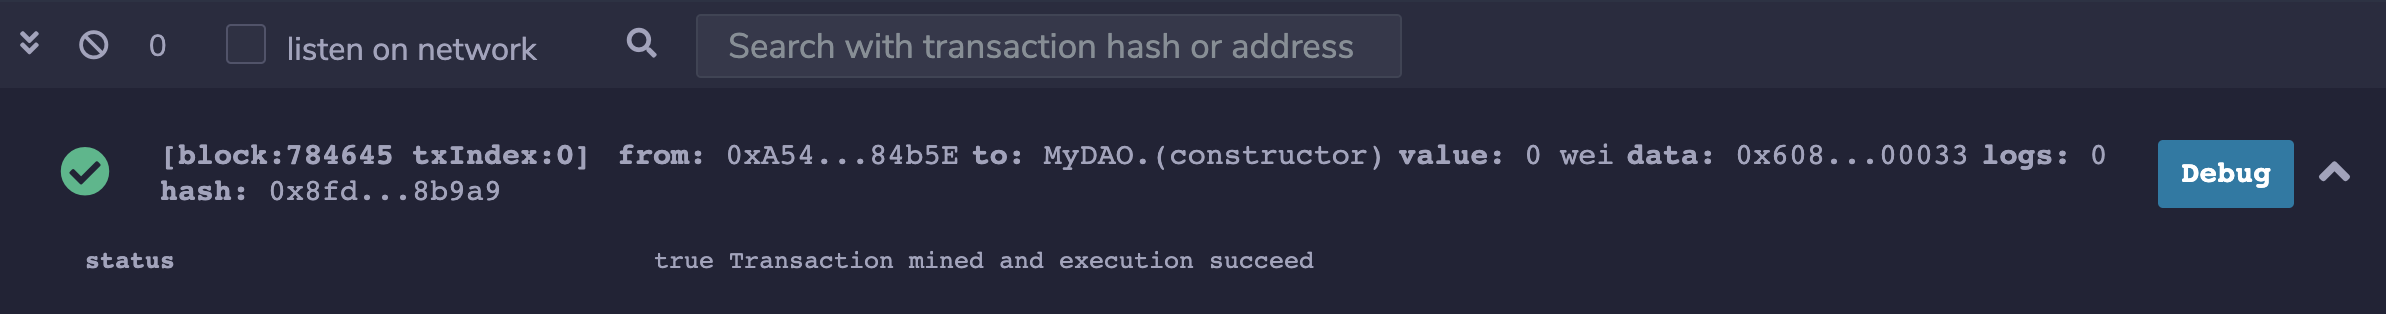 0 listen on network Search with transaction hash or address
[block:784645 txIndex:0] from: 0xA54...84b5E to: MyDAO.(constructor) value: 0 wei data: 0x608...00033 logs: 0
hash: 0x8fd...8b9a9
Debug
status true Transaction mined and execution succeed